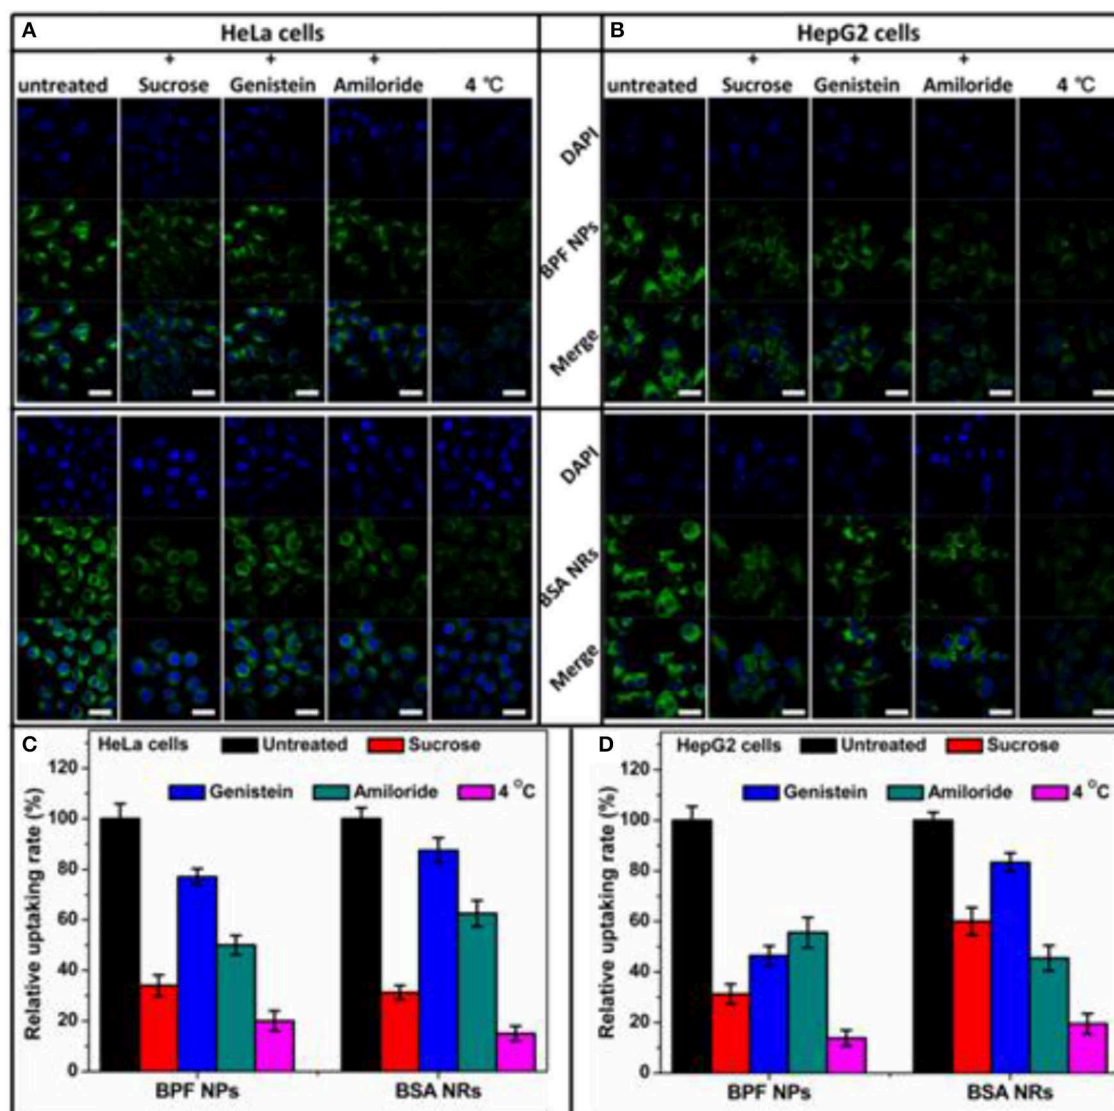 A
HeLa cells
B
HepG2 cells
+ + +
untreated Sucrose Genistein Amiloride 4 ℃
+ + +
untreated Sucrose Genistein Amiloride 4 ℃
DAPI
BPF NPs
Merge
DAPI
BSA NRs
Merge
C
HeLa cells Untreated Sucrose
Genistein Amiloride 4 °C
Relative uptaking rate (%)
120
100
80
60
40
20
0
BPF NPs BSA NRs
D
HepG2 cells Untreated Sucrose
Genistein Amiloride 4 °C
Relative uptaking rate (%)
120
100
80
60
40
20
0
BPF NPs BSA NRs